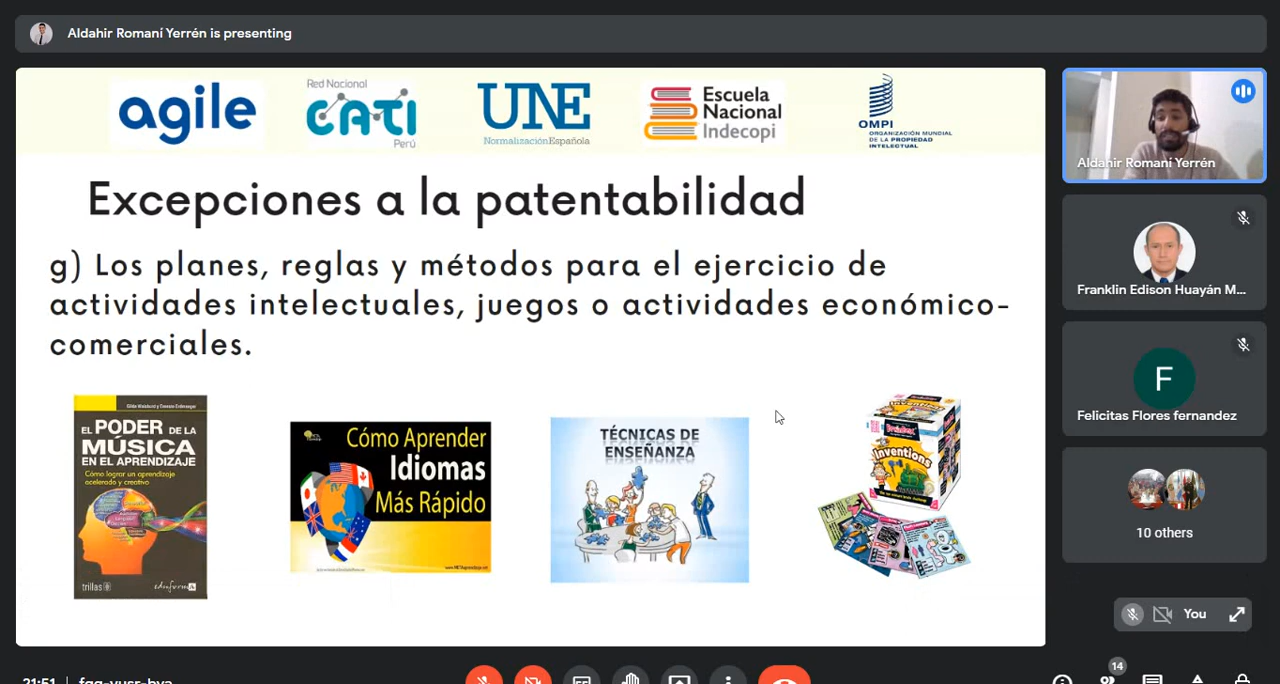 Aldahir Romaní Yerrén is presenting
agile
Red Nacional
CATI
Perú
UNE
Normalización Española
Escuela
Nacional
Indecopi
OMPI
ORGANIZACIÓN MUNDIAL
DE LA PROPIEDAD
INTELECTUAL
Excepciones a la patentabilidad
g) Los planes, reglas y métodos para el ejercicio de
actividades intelectuales, juegos o actividades económico-
comerciales.
EL PODER DE LA
MÚSICA
EN EL APRENDIZAJE
Cómo lograr un aprendizaje
acelerado y creativo
trillas
Cómo Aprender
Idiomas
Más Rápido
TÉCNICAS DE
ENSEÑANZA
BrainBox
Inventions
Aldahir Romaní Yerrén
Franklin Edison Huayán M...
F
Felicitas Flores fernandez
10 others
You
14
21:51